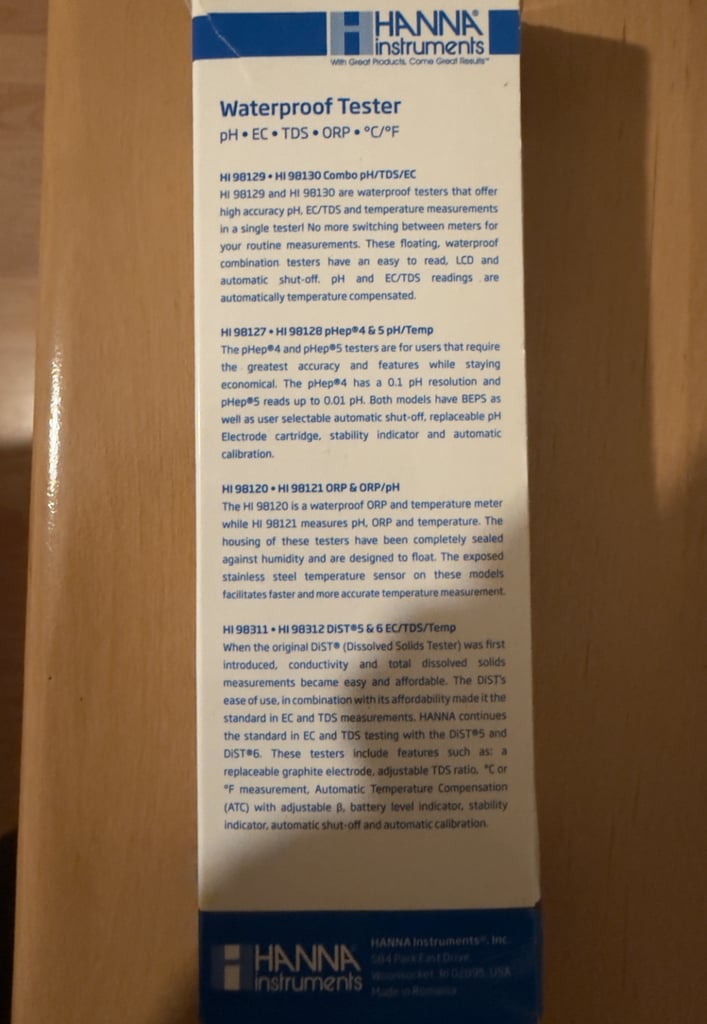 HANNA®
instruments
With Great Products, Come Great Results™
Waterproof Tester
pH • EC • TDS • ORP • °C/°F
HI 98129 • HI 98130 Combo pH/TDS/EC
HI 98129 and HI 98130 are waterproof testers that offer
high accuracy pH, EC/TDS and temperature measurements
in a single tester! No more switching between meters for
your routine measurements. These floating, waterproof
combination testers have an easy to read, LCD and
automatic shut-off. pH and EC/TDS readings are
automatically temperature compensated.
HI 98127 • HI 98128 pHep®4 & 5 pH/Temp
The pHep®4 and pHep®5 testers are for users that require
the greatest accuracy and features while staying
economical. The pHep®4 has a 0.1 pH resolution and
pHep®5 reads up to 0.01 pH. Both models have BEPS as
well as user selectable automatic shut-off, replaceable pH
Electrode cartridge, stability indicator and automatic
calibration.
HI 98120 • HI 98121 ORP & ORP/pH
The HI 98120 is a waterproof ORP and temperature meter
while HI 98121 measures pH, ORP and temperature. The
housing of these testers have been completely sealed
against humidity and are designed to float. The exposed
stainless steel temperature sensor on these models
facilitates faster and more accurate temperature measurement.
HI 98311 • HI 98312 DiST®5 & 6 EC/TDS/Temp
When the original DiST® (Dissolved Solids Tester) was first
introduced, conductivity and total dissolved solids
measurements became easy and affordable. The DiST's
ease of use, in combination with its affordability made it the
standard in EC and TDS measurements. HANNA continues
the standard in EC and TDS testing with the DiST®5 and
DiST®6. These testers include features such as: a
replaceable graphite electrode, adjustable TDS ratio, °C or
°F measurement, Automatic Temperature Compensation
(ATC) with adjustable β, battery level indicator, stability
indicator, automatic shut-off and automatic calibration.
HANNA®
instruments
HANNA Instruments®, Inc.
584 Park East Drive
Woonsocket, RI 02895, USA
Made in Romania